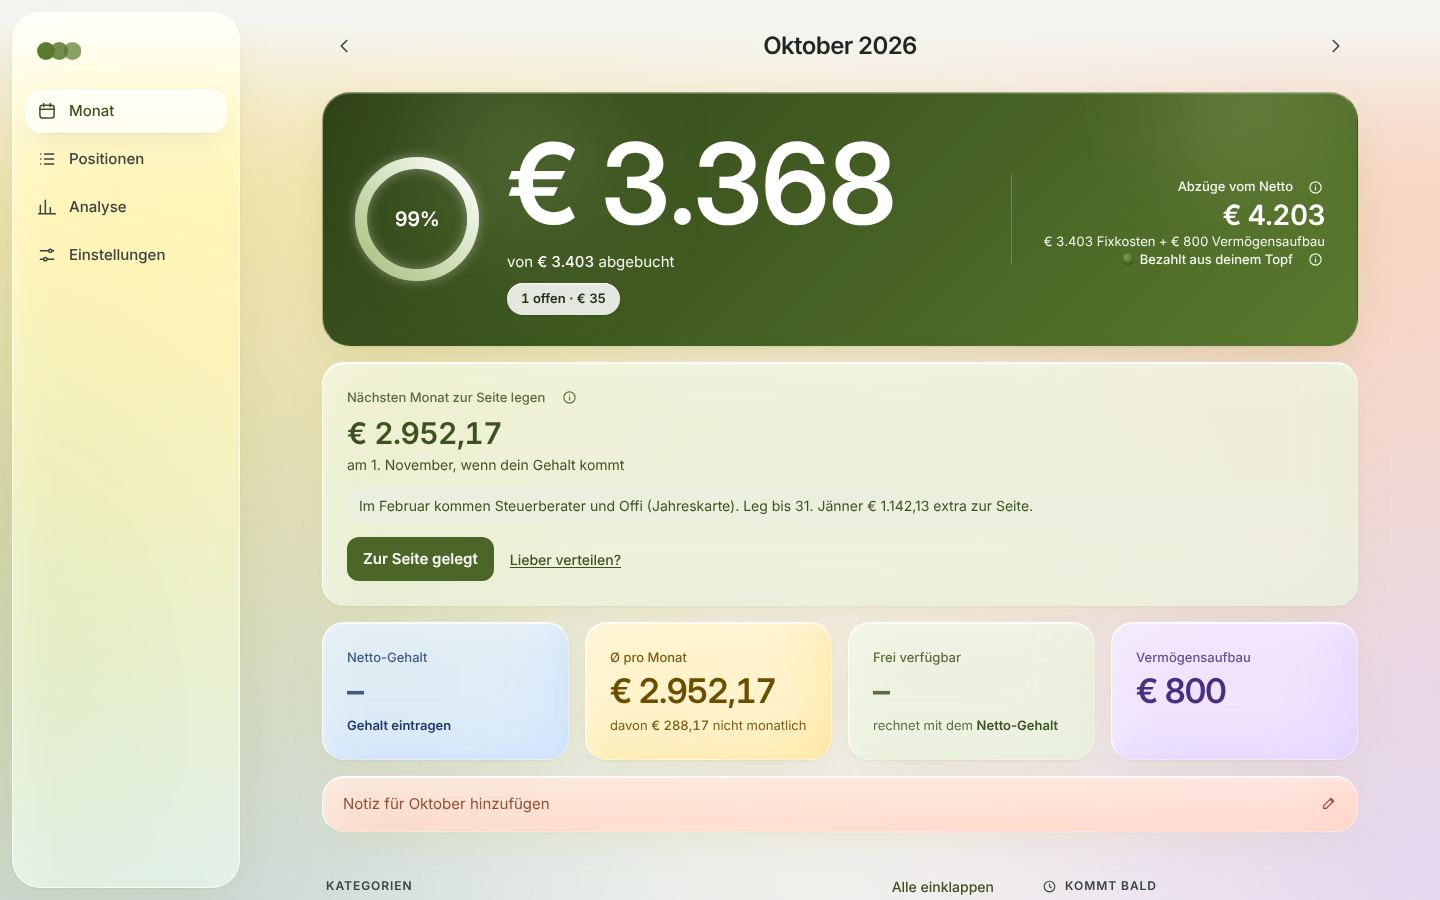 Oktober 2026
Monat
Positionen
Analyse
Einstellungen
99%
€ 3.368
von € 3.403 abgebucht
1 offen · € 35
Abzüge vom Netto
€ 4.203
€ 3.403 Fixkosten + € 800 Vermögensaufbau
Bezahlt aus deinem Topf
Nächsten Monat zur Seite legen
€ 2.952,17
am 1. November, wenn dein Gehalt kommt
Im Februar kommen Steuerberater und Offi (Jahreskarte). Leg bis 31. Jänner € 1.142,13 extra zur Seite.
Zur Seite gelegt
Lieber verteilen?
Netto-Gehalt
–
Gehalt eintragen
Ø pro Monat
€ 2.952,17
davon € 288,17 nicht monatlich
Frei verfügbar
–
rechnet mit dem Netto-Gehalt
Vermögensaufbau
€ 800
Notiz für Oktober hinzufügen
KATEGORIEN
Alle einklappen
KOMMT BALD